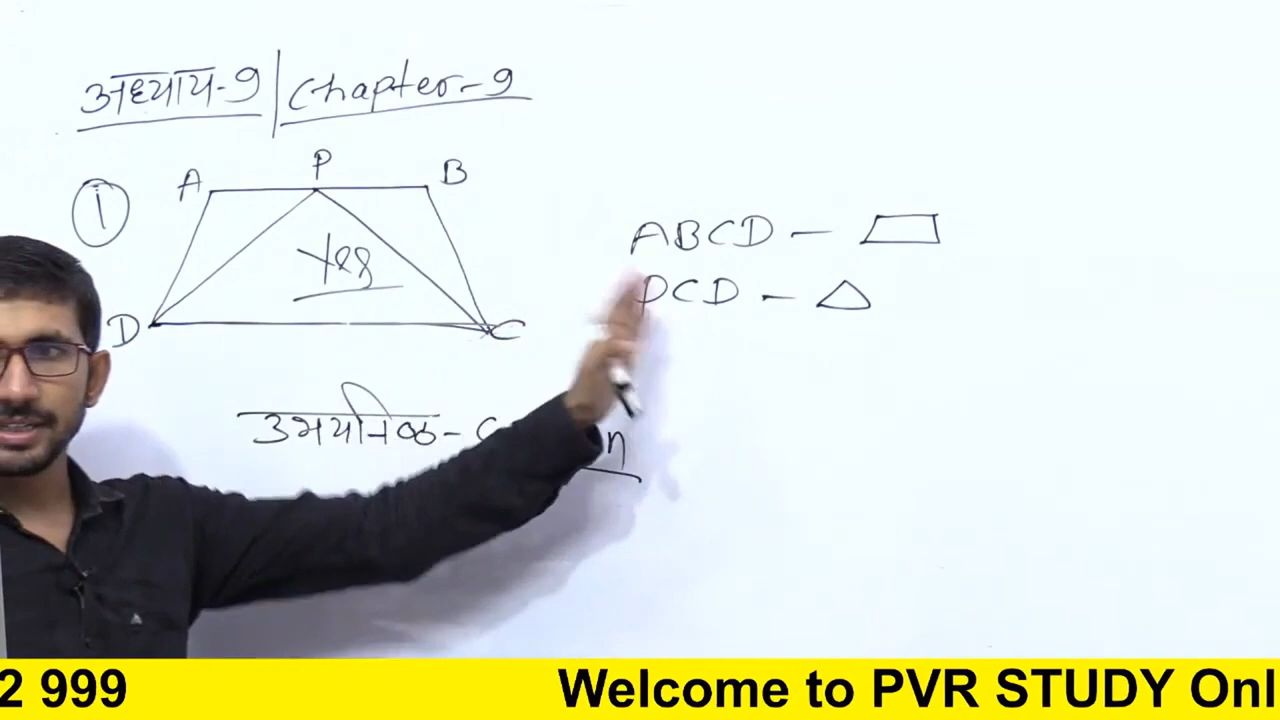 अध्याय-9 | Chapter-9
①
A P B
Yes
D C
ABCD -
PCD -
उभयनिष्ठ-
2 999
Welcome to PVR STUDY Onl